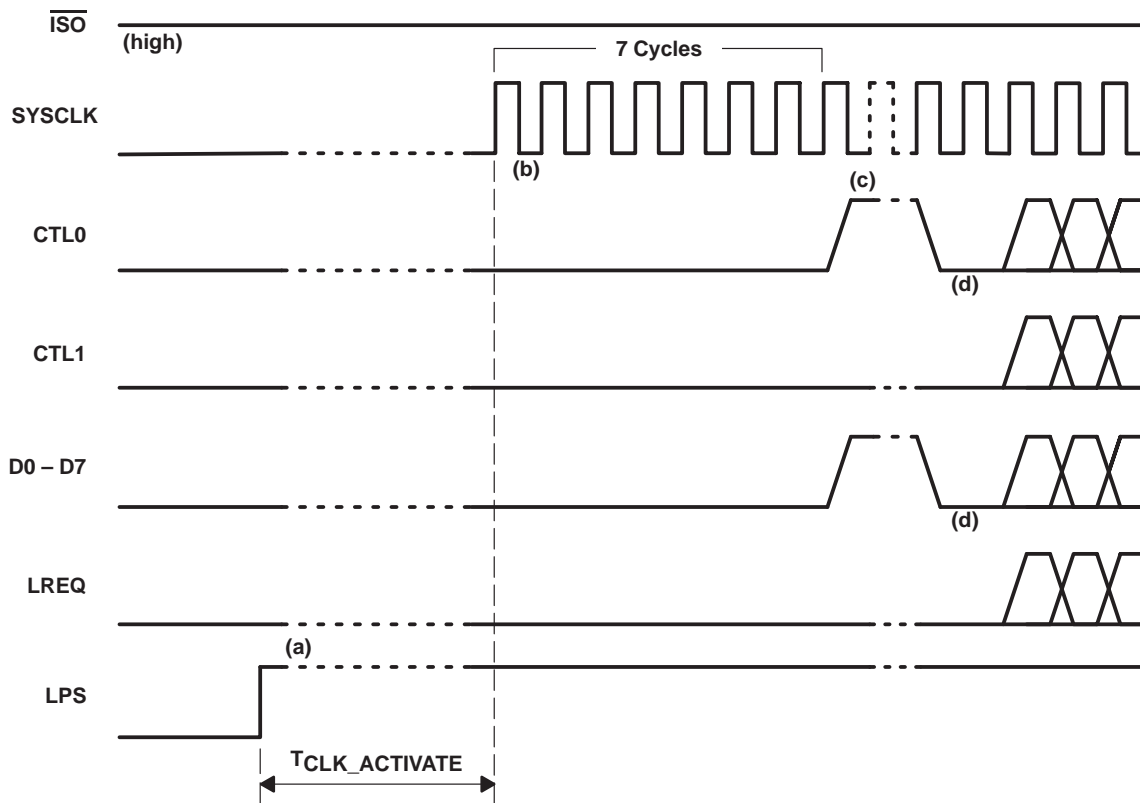 ISO
(high)
7 Cycles
SYSCLK
(b)
(c)
CTL0
(d)
CTL1
D0 – D7
(d)
LREQ
(a)
LPS
TCLK_ACTIVATE